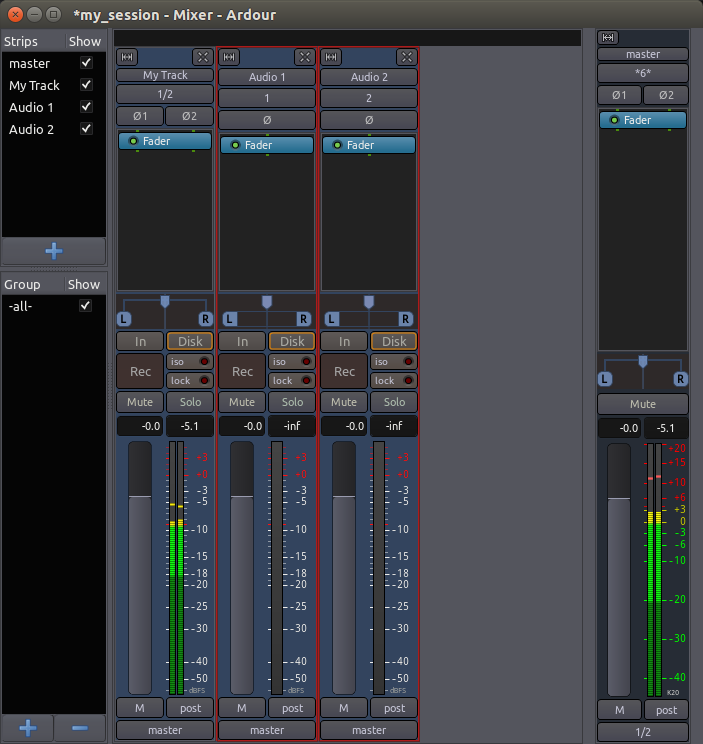 *my_session - Mixer - Ardour
Strips Show
master
My Track
Audio 1
Audio 2
Group Show
-all-
My Track
1/2
Ø1 Ø2
Fader
L R
In Disk
Rec iso
lock
Mute Solo
-0.0 -5.1
+3
+0
-3
-5
-10
-15
-18
-20
-25
-30
-40
-50
dBFS
M post
master
Audio 1
1
Ø
Fader
L R
In Disk
Rec iso
lock
Mute Solo
-0.0 -inf
+3
+0
-3
-5
-10
-15
-18
-20
-25
-30
-40
-50
dBFS
M post
master
Audio 2
2
Ø
Fader
L R
In Disk
Rec iso
lock
Mute Solo
-0.0 -inf
+3
+0
-3
-5
-10
-15
-18
-20
-25
-30
-40
-50
dBFS
M post
master
master
*6*
Ø1 Ø2
Fader
L R
Mute
-0.0 -5.1
+20
+15
+10
+6
+3
0
-3
-6
-10
-20
-30
-40
K20
M post
1/2